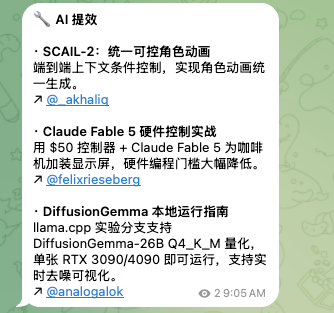 🔧 AI 提效
· SCAIL-2：统一可控角色动画
端到端上下文条件控制，实现角色动画统
一生成。
↗ @_akhaliq
· Claude Fable 5 硬件控制实战
用 $50 控制器 + Claude Fable 5 为咖啡
机加装显示屏，硬件编程门槛大幅降低。
↗ @felixrieseberg
· DiffusionGemma 本地运行指南
llama.cpp 实验分支支持
DiffusionGemma-26B Q4_K_M 量化，
单张 RTX 3090/4090 即可运行，支持实
时去噪可视化。
↗ @analogalok
2 9:05 AM